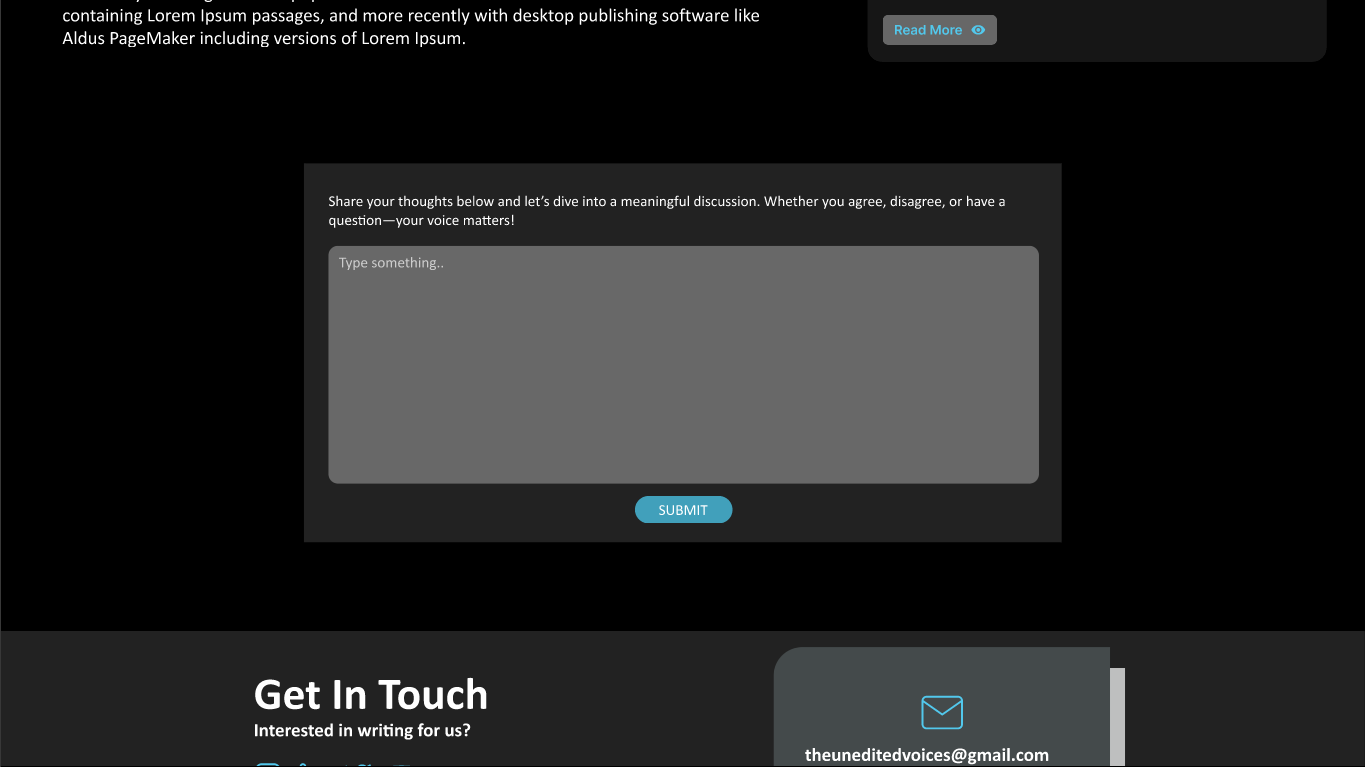 containing Lorem Ipsum passages, and more recently with desktop publishing software like
Aldus PageMaker including versions of Lorem Ipsum.
Read More
Share your thoughts below and let’s dive into a meaningful discussion. Whether you agree, disagree, or have a
question—your voice matters!
Type something..
SUBMIT
Get In Touch
Interested in writing for us?
theuneditedvoices@gmail.com